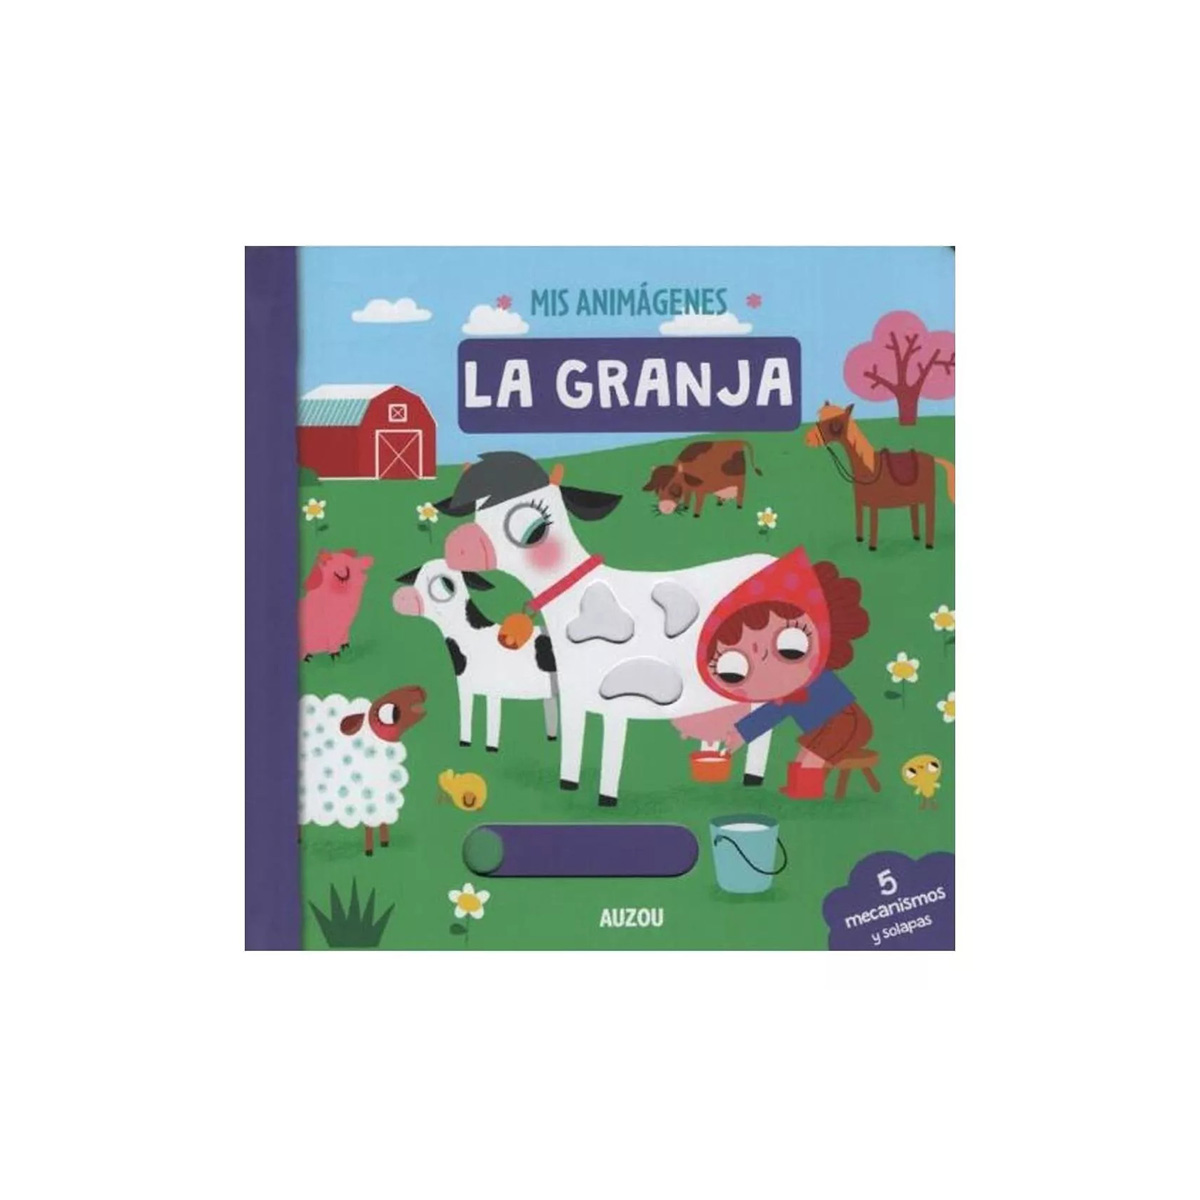 MIS ANIMÁGENES
LA GRANJA
5
mecanismos
y solapas
AUZOU